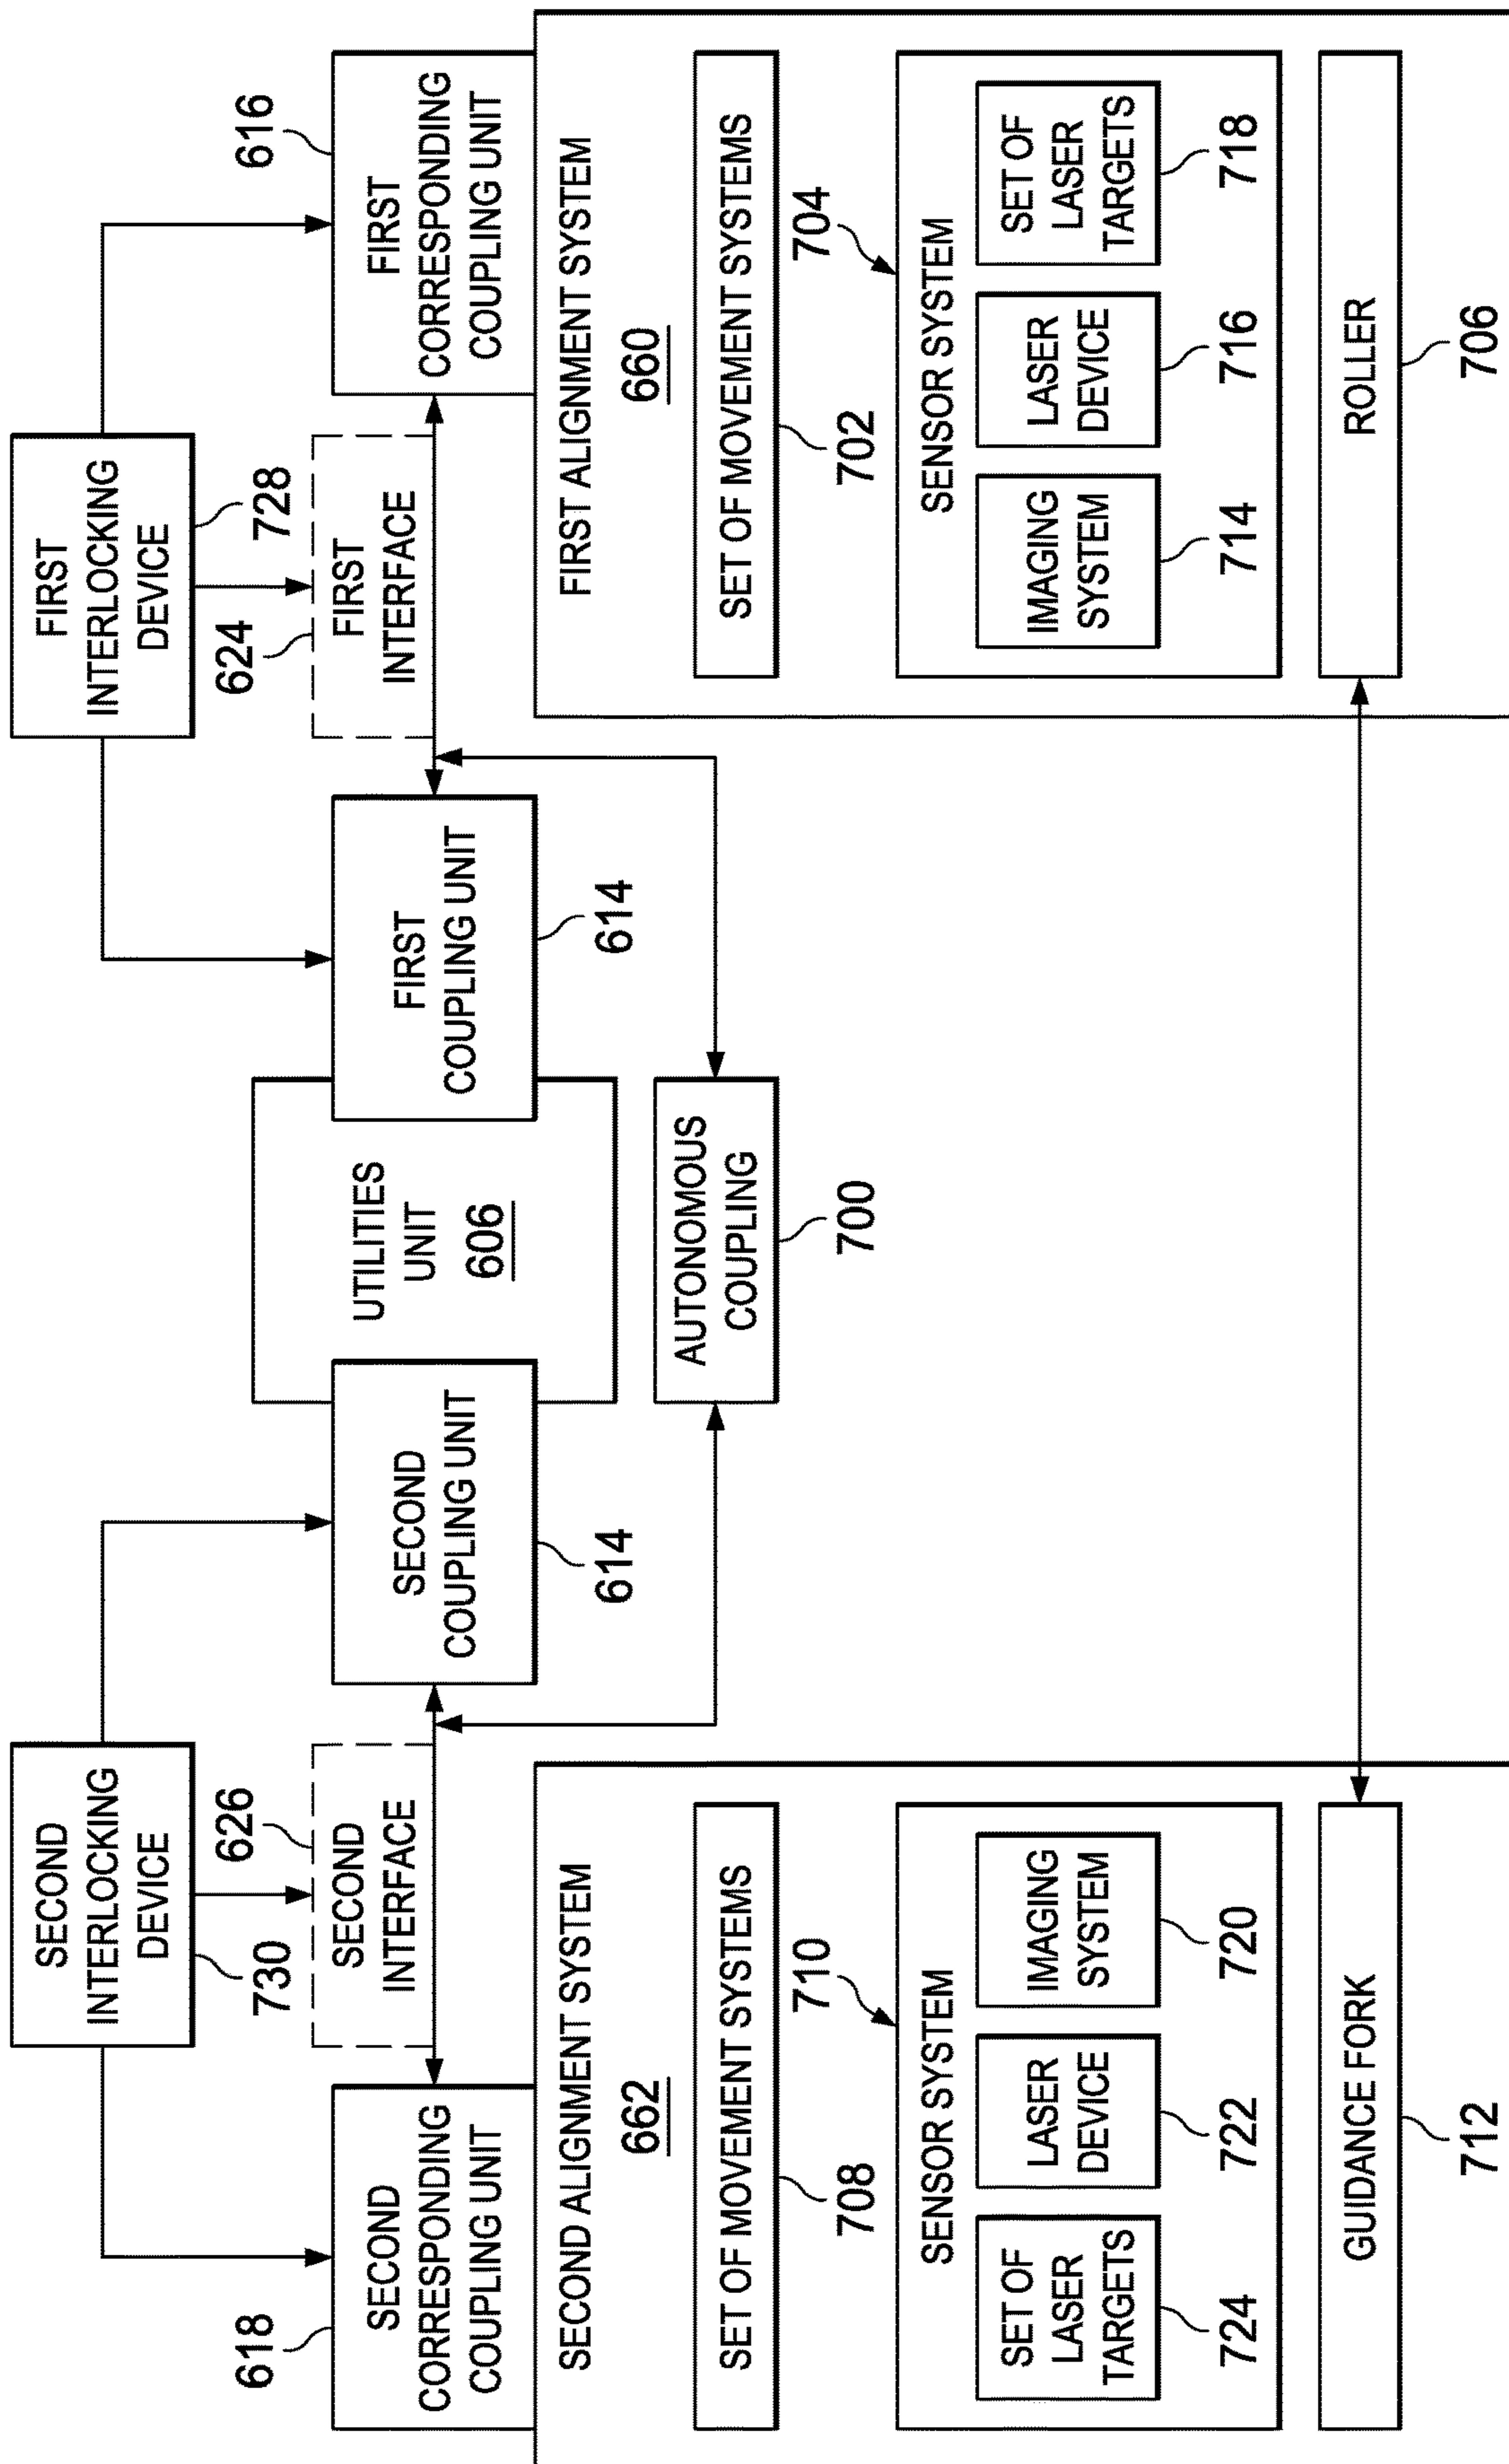 SECOND
INTERLOCKING
DEVICE
730
FIRST
INTERLOCKING
DEVICE
728
618
626
624
616
SECOND
INTERFACE
FIRST
INTERFACE
SECOND
CORRESPONDING
COUPLING UNIT
SECOND
COUPLING UNIT
614
UTILITIES
UNIT
606
FIRST
COUPLING UNIT
614
FIRST
CORRESPONDING
COUPLING UNIT
AUTONOMOUS
COUPLING
700
SECOND ALIGNMENT SYSTEM
662
SET OF MOVEMENT SYSTEMS
708
710
SENSOR SYSTEM
SET OF
LASER
TARGETS
724
LASER
DEVICE
722
IMAGING
SYSTEM
720
GUIDANCE FORK
712
FIRST ALIGNMENT SYSTEM
660
SET OF MOVEMENT SYSTEMS
702
704
SENSOR SYSTEM
IMAGING
SYSTEM
714
LASER
DEVICE
716
SET OF
LASER
TARGETS
718
ROLLER
706